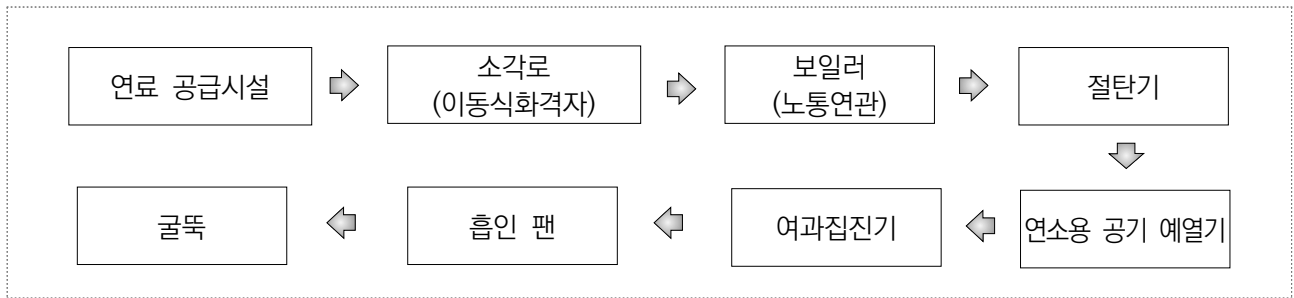 연료 공급시설
소각로
(이동식화격자)
보일러
(노통연관)
절탄기
연소용 공기 예열기
여과집진기
흡인 팬
굴뚝